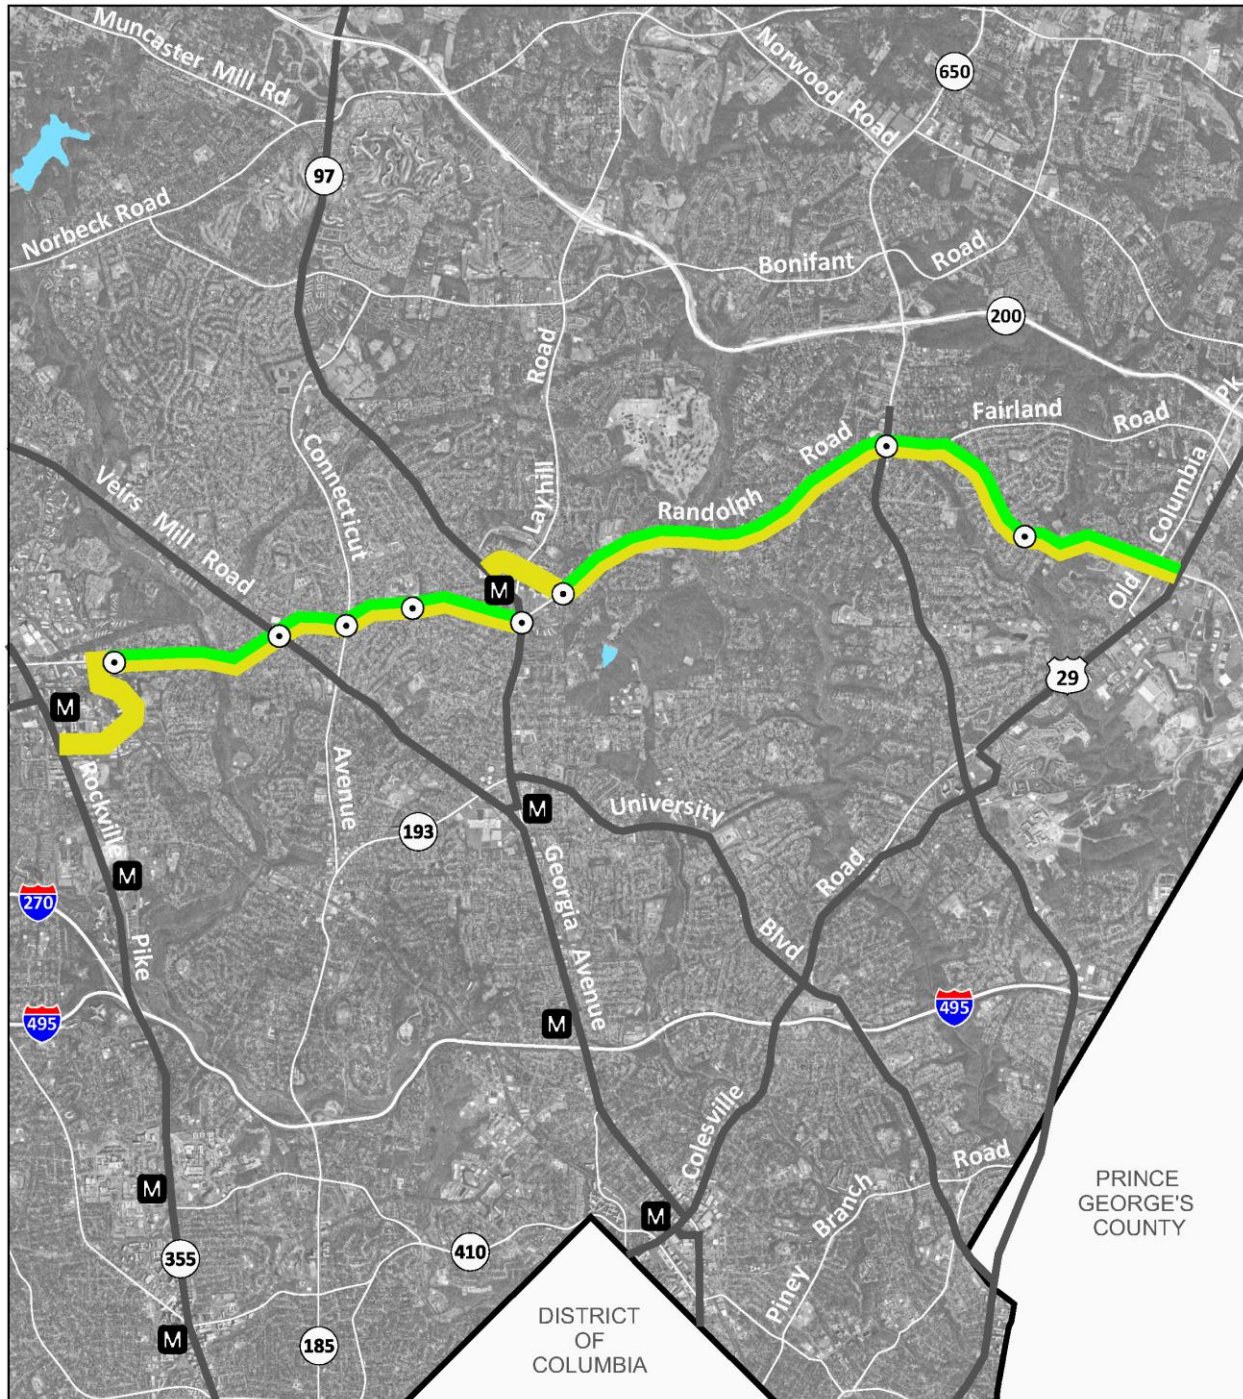 Muncaster Mill Rd
Norwood Road
650
97
Norbeck Road
Bonifant Road
200
Layhill Road
Connecticut Avenue
Veirs Mill Road
Randolph Road
Fairland Road
Old Columbia Pk
M
29
M
Rockville Pike
University Blvd
M
193
M
Georgia Avenue
Colesville Road
270
495
M
495
Piney Branch Road
M
M
355
410
M
185
DISTRICT
OF
COLUMBIA
PRINCE
GEORGE'S
COUNTY